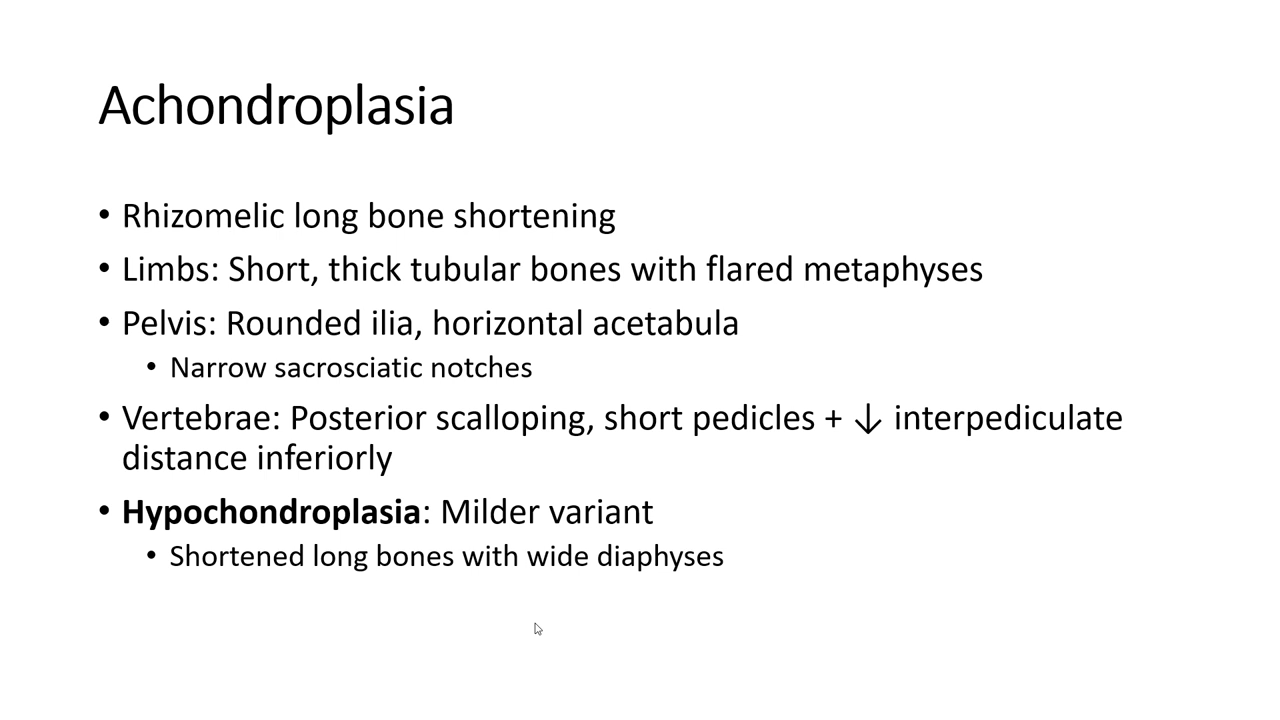 Achondroplasia
• Rhizomelic long bone shortening
• Limbs: Short, thick tubular bones with flared metaphyses
• Pelvis: Rounded ilia, horizontal acetabula
• Narrow sacrosciatic notches
• Vertebrae: Posterior scalloping, short pedicles + ↓ interpediculate
distance inferiorly
• Hypochondroplasia: Milder variant
• Shortened long bones with wide diaphyses